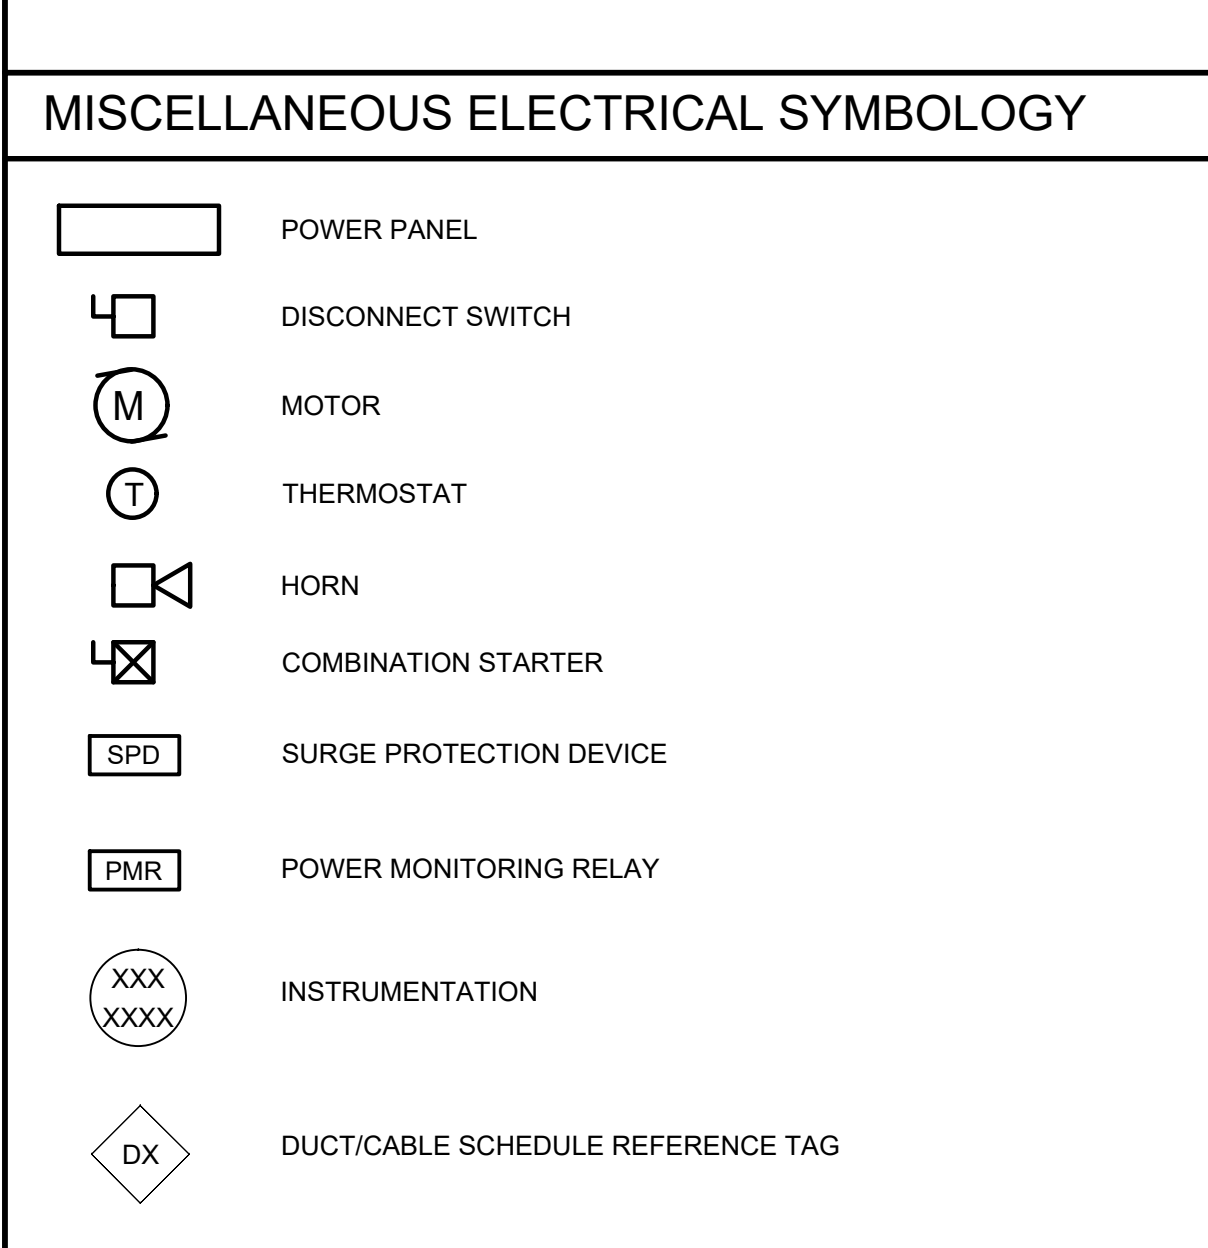 MISCELLANEOUS ELECTRICAL SYMBOLOGY
POWER PANEL
DISCONNECT SWITCH
M MOTOR
T THERMOSTAT
HORN
COMBINATION STARTER
SPD SURGE PROTECTION DEVICE
PMR POWER MONITORING RELAY
XXX
XXXX
INSTRUMENTATION
DX DUCT/CABLE SCHEDULE REFERENCE TAG